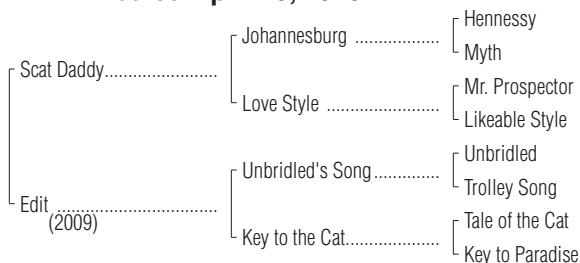 Hennessy
Johannesburg ..................
Myth
Scat Daddy........................
Mr. Prospector
Love Style ........................
Likeable Style
Unbridled
Unbridled's Song..............
Trolley Song
Edit ..................................
(2009)
Tale of the Cat
Key to the Cat....................
Key to Paradise